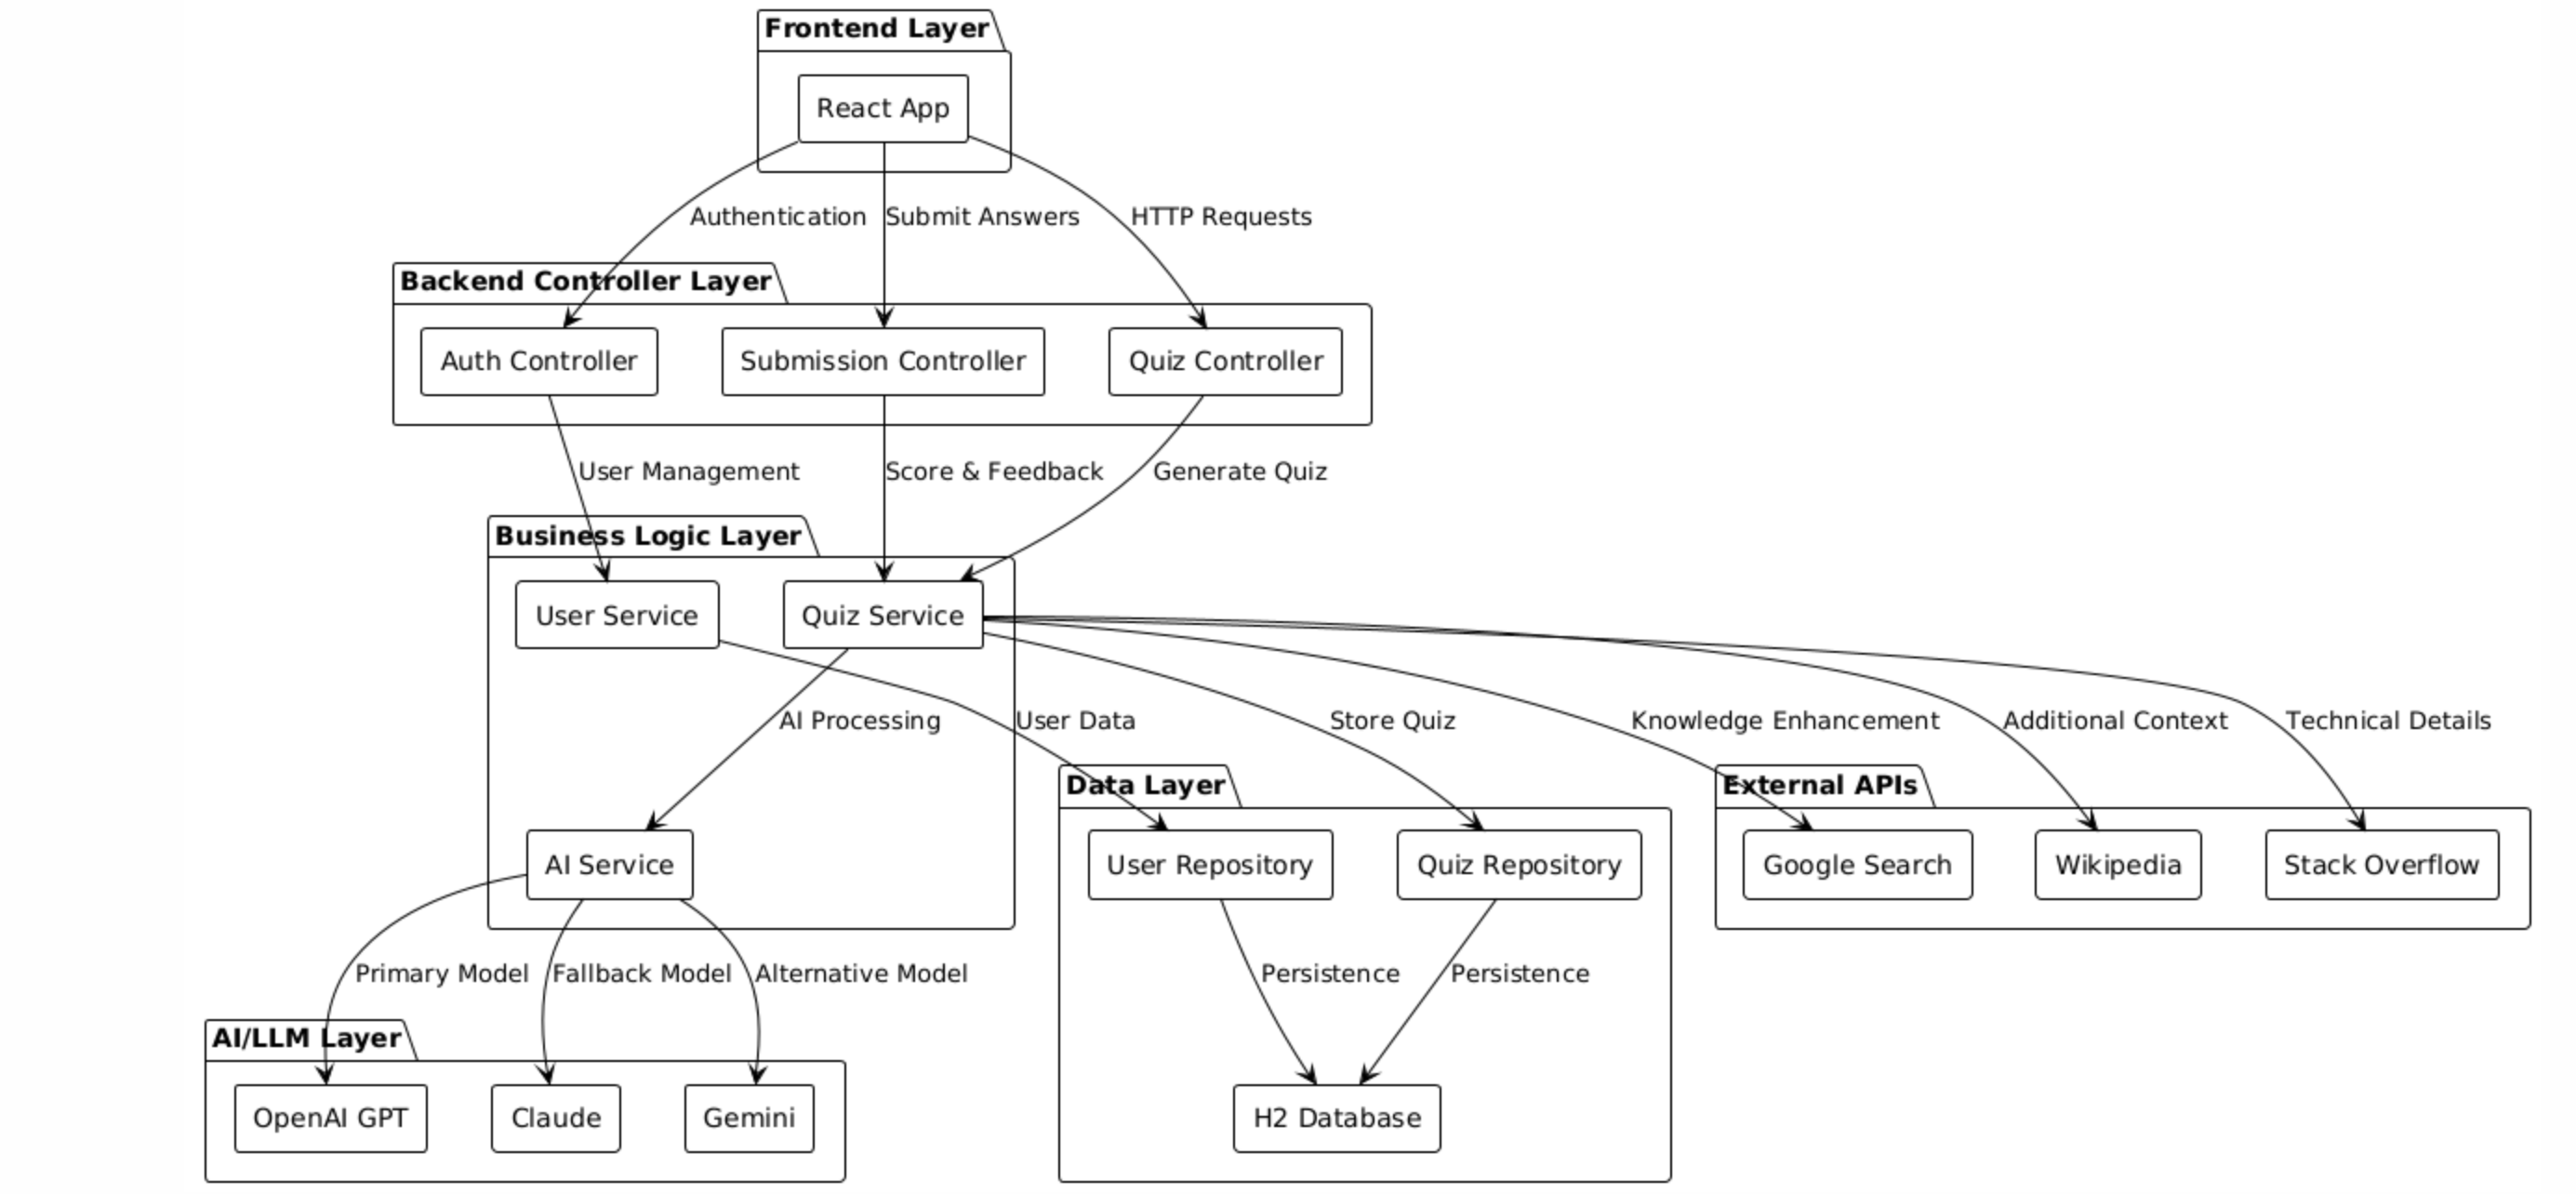 Frontend Layer
React App
Authentication
Submit Answers
HTTP Requests
Backend Controller Layer
Auth Controller
Submission Controller
Quiz Controller
User Management
Score & Feedback
Generate Quiz
Business Logic Layer
User Service
Quiz Service
AI Processing
User Data
Store Quiz
Knowledge Enhancement
Additional Context
Technical Details
Data Layer
External APIs
AI Service
User Repository
Quiz Repository
Google Search
Wikipedia
Stack Overflow
Primary Model
Fallback Model
Alternative Model
Persistence
Persistence
AI/LLM Layer
OpenAI GPT
Claude
Gemini
H2 Database